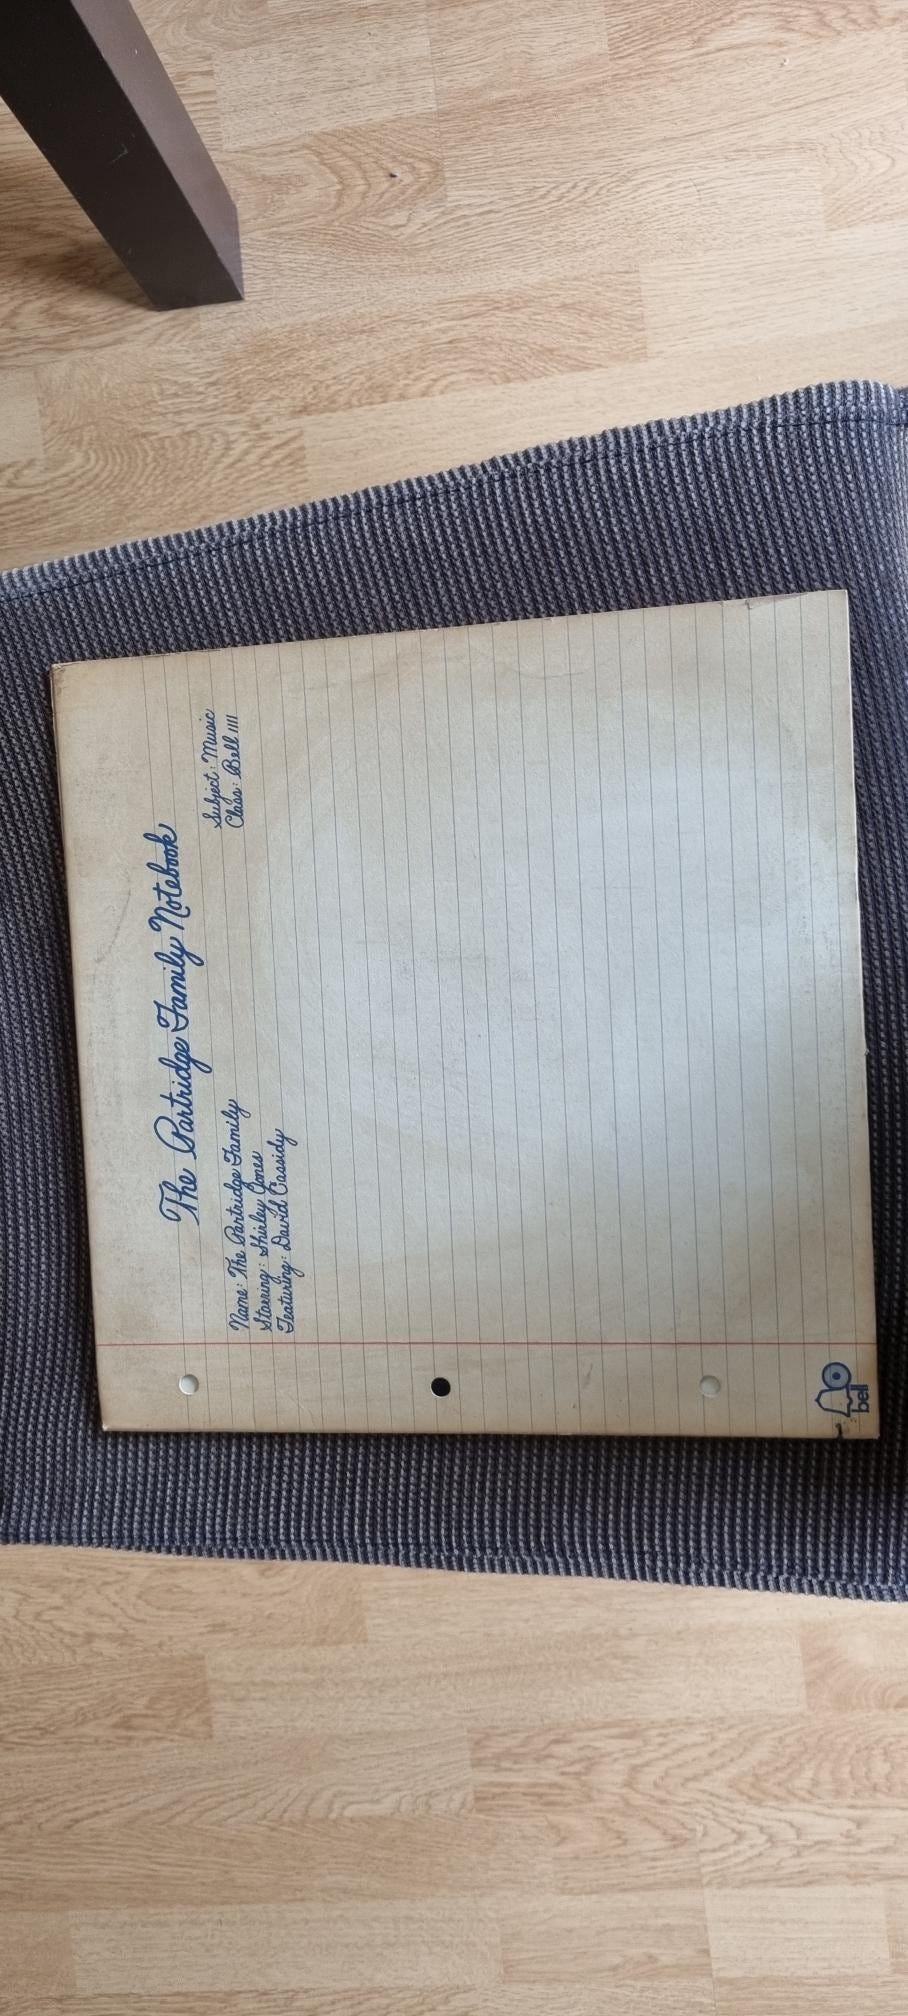 The Partridge Family Notebook
Subject: Music
Class: Bell 1111
Name: The Partridge Family
Starring: Shirley Jones
Featuring: David Cassidy
bell